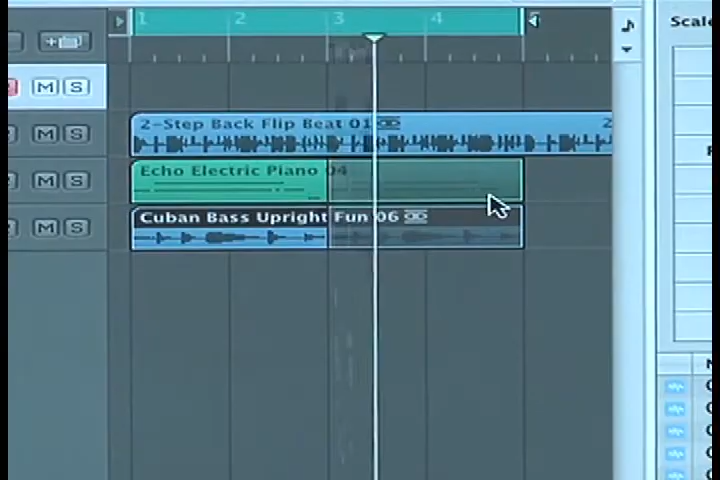 1 2 3 4
Scale
M S
2-Step Back Flip Beat 01 2
M S
Echo Electric Piano 04
M S
Cuban Bass Upright Fun 06
M S